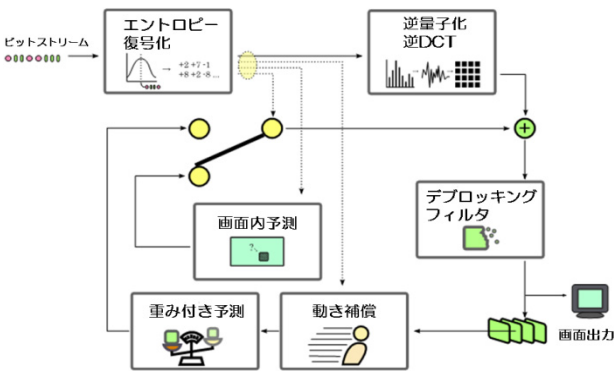 エントロピー
復号化
逆量子化
逆DCT
ビットストリーム
+2 +7 -1
+8 +2 -8 ...
デブロッキング
フィルタ
画面内予測
?
重み付き予測
動き補償
画面出力
+